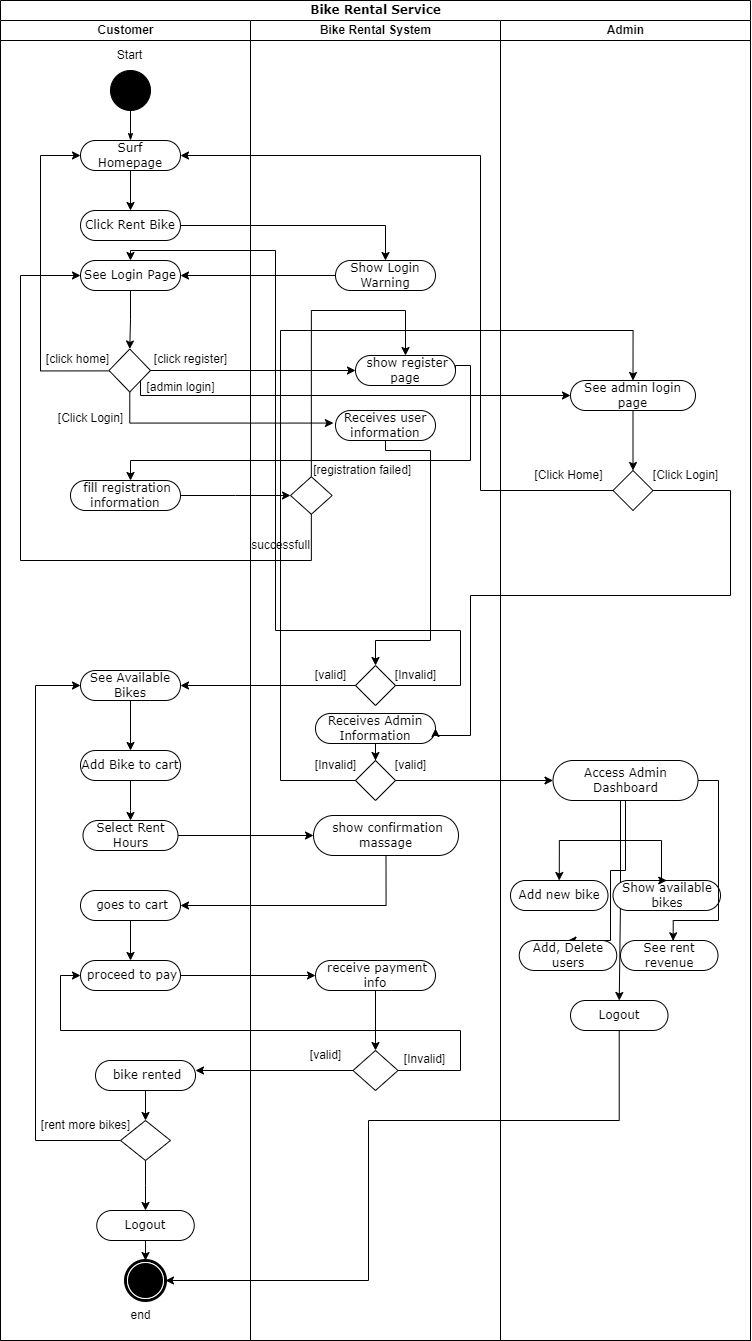 Bike Rental Service
Customer
Bike Rental System
Admin
Start
Surf
Homepage
Click Rent Bike
See Login Page
Show Login
Warning
[click home]
[click register]
show register
page
[admin login]
See admin login
page
[Click Login]
Receives user
information
[registration failed]
[Click Home]
[Click Login]
fill registration
information
successfull
See Available
Bikes
[valid]
[Invalid]
Receives Admin
Information
Add Bike to cart
[Invalid]
[valid]
Access Admin
Dashboard
Select Rent
Hours
show confirmation
massage
Add new bike
Show available
bikes
goes to cart
Add, Delete
users
See rent
revenue
proceed to pay
receive payment
info
Logout
[valid]
[Invalid]
bike rented
[rent more bikes]
Logout
end